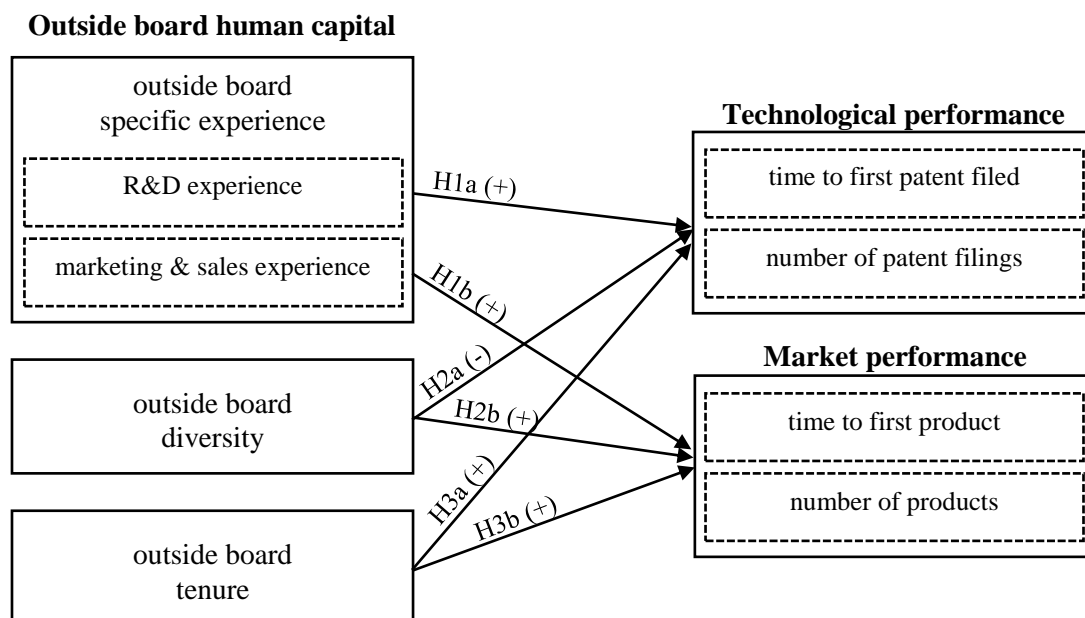 Outside board human capital
outside board
specific experience
R&D experience
marketing & sales experience
outside board
diversity
outside board
tenure
H1a (+)
H1b (+)
H2a (-)
H2b (+)
H3a (+)
H3b (+)
Technological performance
time to first patent filed
number of patent filings
Market performance
time to first product
number of products